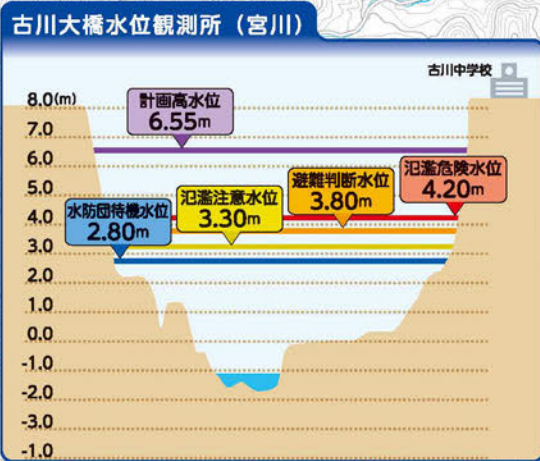 古川大橋水位観測所（宮川）
古川中学校
8.0(m)
計画高水位
6.55m
7.0
6.0
5.0
氾濫危険水位
4.20m
避難判断水位
3.80m
氾濫注意水位
3.30m
水防団待機水位
2.80m
4.0
3.0
2.0
1.0
0.0
-1.0
-2.0
-3.0
-1.0